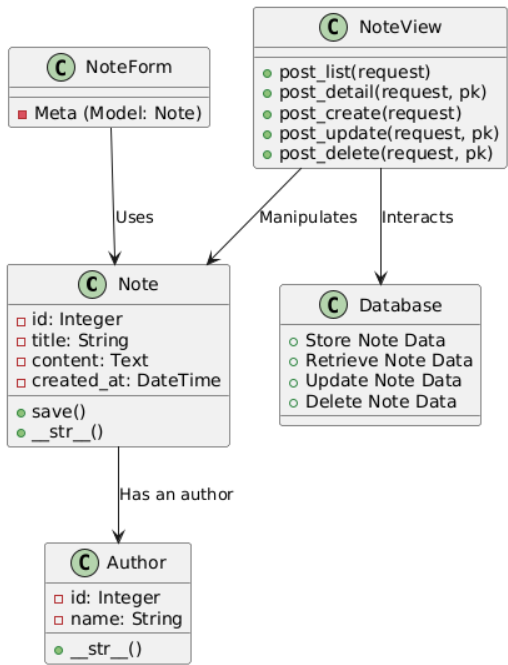 C NoteForm
Meta (Model: Note)
C NoteView
post_list(request)
post_detail(request, pk)
post_create(request)
post_update(request, pk)
post_delete(request, pk)
Uses
Manipulates
Interacts
C Note
id: Integer
title: String
content: Text
created_at: DateTime
save()
__str__()
C Database
Store Note Data
Retrieve Note Data
Update Note Data
Delete Note Data
Has an author
C Author
id: Integer
name: String
__str__()